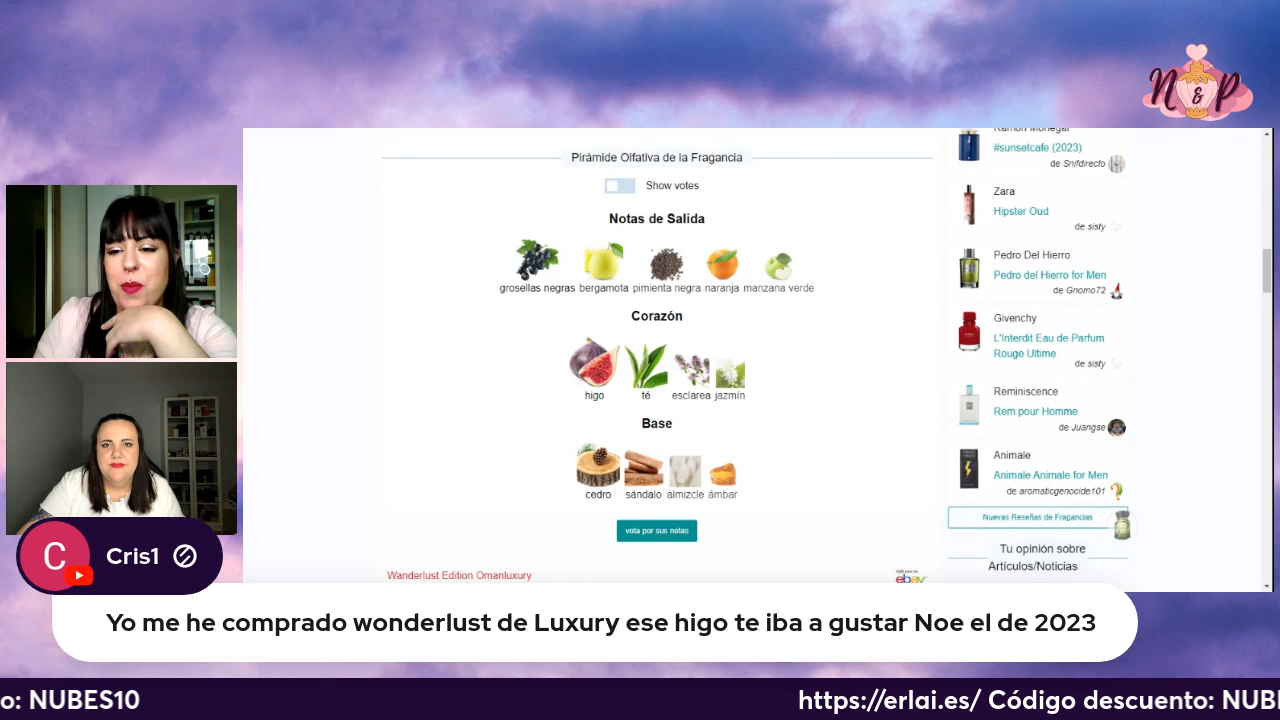 N & P
Ramon Monegal
#sunsetcafe (2023)
de Snifdirecto
Pirámide Olfativa de la Fragancia
Show votes
Notas de Salida
grosellas negras bergamota pimienta negra naranja manzana verde
Corazón
higo té esclarea jazmín
Base
cedro sándalo almizcle ámbar
vota por sus notas
Wanderlust Edition Omanluxury
ebay
Zara
Hipster Oud
de sisty
Pedro Del Hierro
Pedro del Hierro for Men
de Gnomo72
Givenchy
L'Interdit Eau de Parfum
Rouge Ultime
de sisty
Reminiscence
Rem pour Homme
de Juangse
Animale
Animale Animale for Men
de aromaticgenocide101
Nuevas Reseñas de Fragancias
Tu opinión sobre
Artículos/Noticias
C
Cris1
Yo me he comprado wonderlust de Luxury ese higo te iba a gustar Noe el de 2023
o: NUBES10
https://erlai.es/ Código descuento: NUB